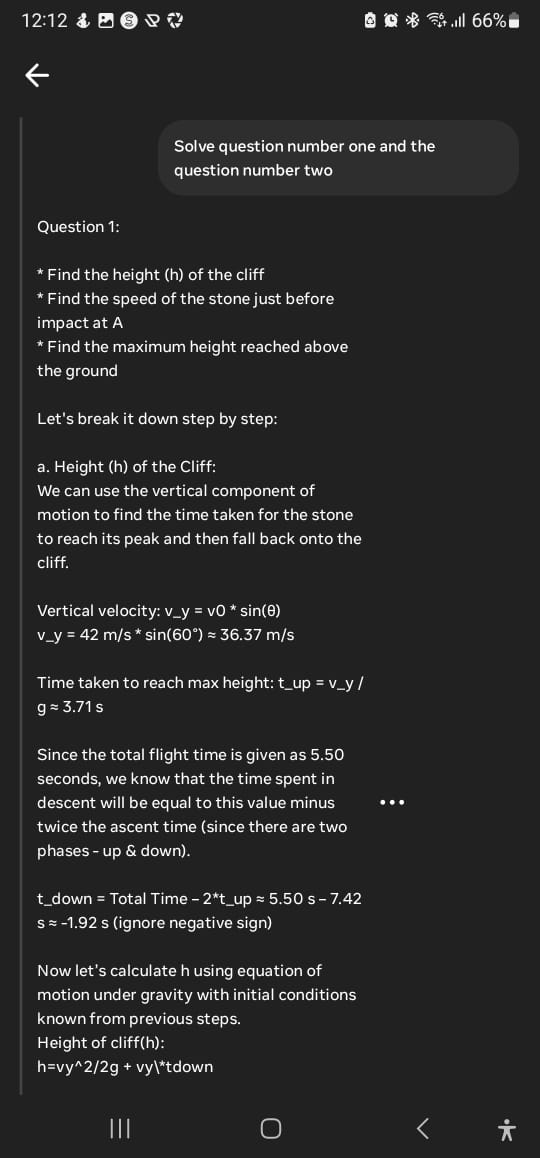 12:12
66%
Solve question number one and the
question number two
Question 1:
* Find the height (h) of the cliff
* Find the speed of the stone just before
impact at A
* Find the maximum height reached above
the ground
Let's break it down step by step:
a. Height (h) of the Cliff:
We can use the vertical component of
motion to find the time taken for the stone
to reach its peak and then fall back onto the
cliff.
Vertical velocity: v_y = v0 * sin(θ)
v_y = 42 m/s * sin(60°) ≈ 36.37 m/s
Time taken to reach max height: t_up = v_y /
g ≈ 3.71 s
Since the total flight time is given as 5.50
seconds, we know that the time spent in
descent will be equal to this value minus
twice the ascent time (since there are two
phases - up & down).
t_down = Total Time – 2*t_up ≈ 5.50 s – 7.42
s ≈ -1.92 s (ignore negative sign)
Now let's calculate h using equation of
motion under gravity with initial conditions
known from previous steps.
Height of cliff(h):
h=vy^2/2g + vy\*tdown